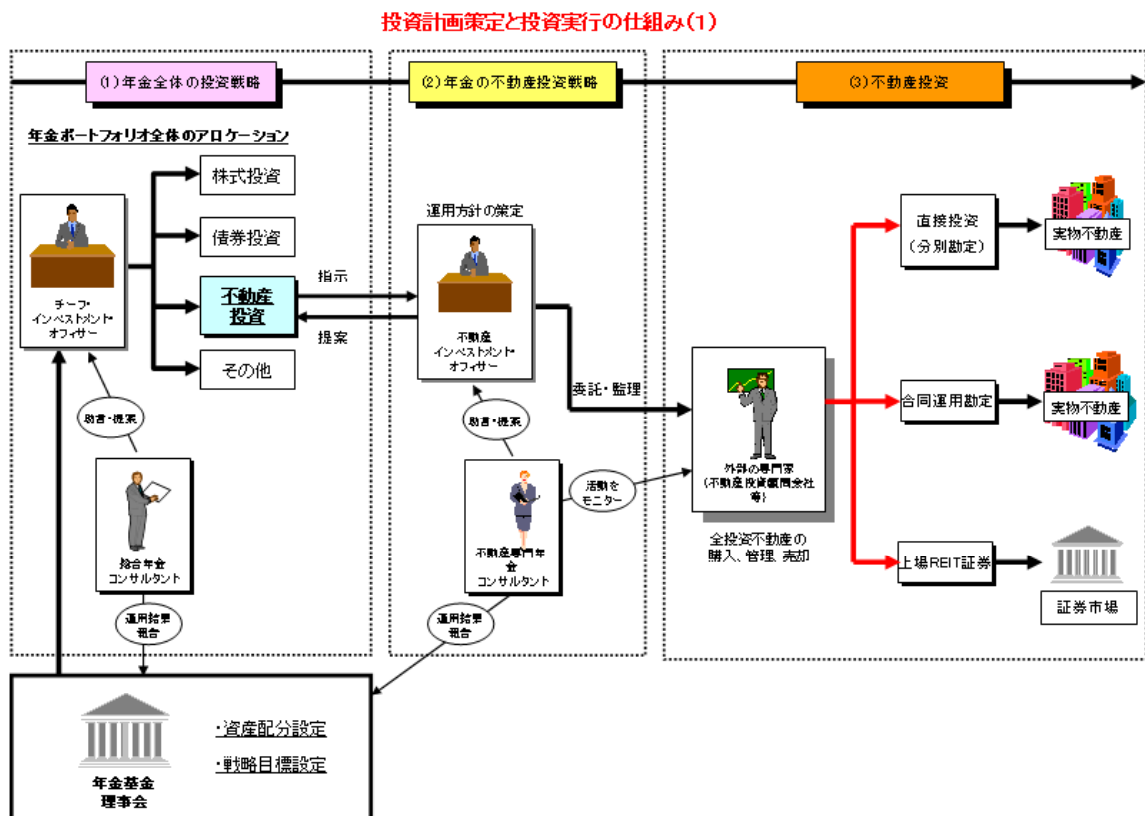 投資計画策定と投資実行の仕組み(1)
(1)年金全体の投資戦略
(2)年金の不動産投資戦略
(3)不動産投資
年金ポートフォリオ全体のアロケーション
株式投資
債券投資
不動産
投資
その他
チーフ・
インベストメント・
オフィサー
指示
提案
助言・提案
総合年金
コンサルタント
運用結果
報告
運用方針の策定
不動産
インベストメント・
オフィサー
委託・監理
助言・提案
活動を
モニター
不動産専門年
金
コンサルタント
運用結果
報告
外部の専門家
(不動産投資顧問会社
等)
全投資不動産の
購入、管理、売却
直接投資
(分別勘定)
実物不動産
合同運用勘定
実物不動産
上場REIT証券
証券市場
年金基金
理事会
・資産配分設定
・戦略目標設定